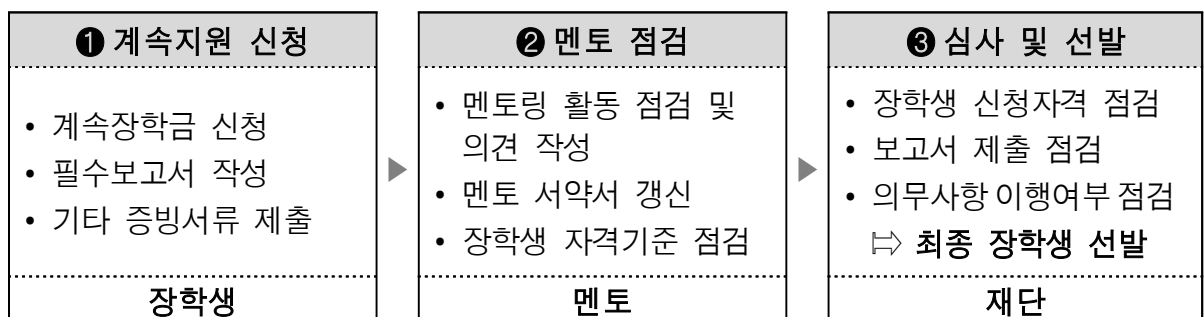 ❶ 계속지원 신청
• 계속장학금 신청
• 필수보고서 작성
• 기타 증빙서류 제출
장학생
❷ 멘토 점검
• 멘토링 활동 점검 및
의견 작성
• 멘토 서약서 갱신
• 장학생 자격기준 점검
멘토
❸ 심사 및 선발
• 장학생 신청자격 점검
• 보고서 제출 점검
• 의무사항 이행여부 점검
⇨ 최종 장학생 선발
재단